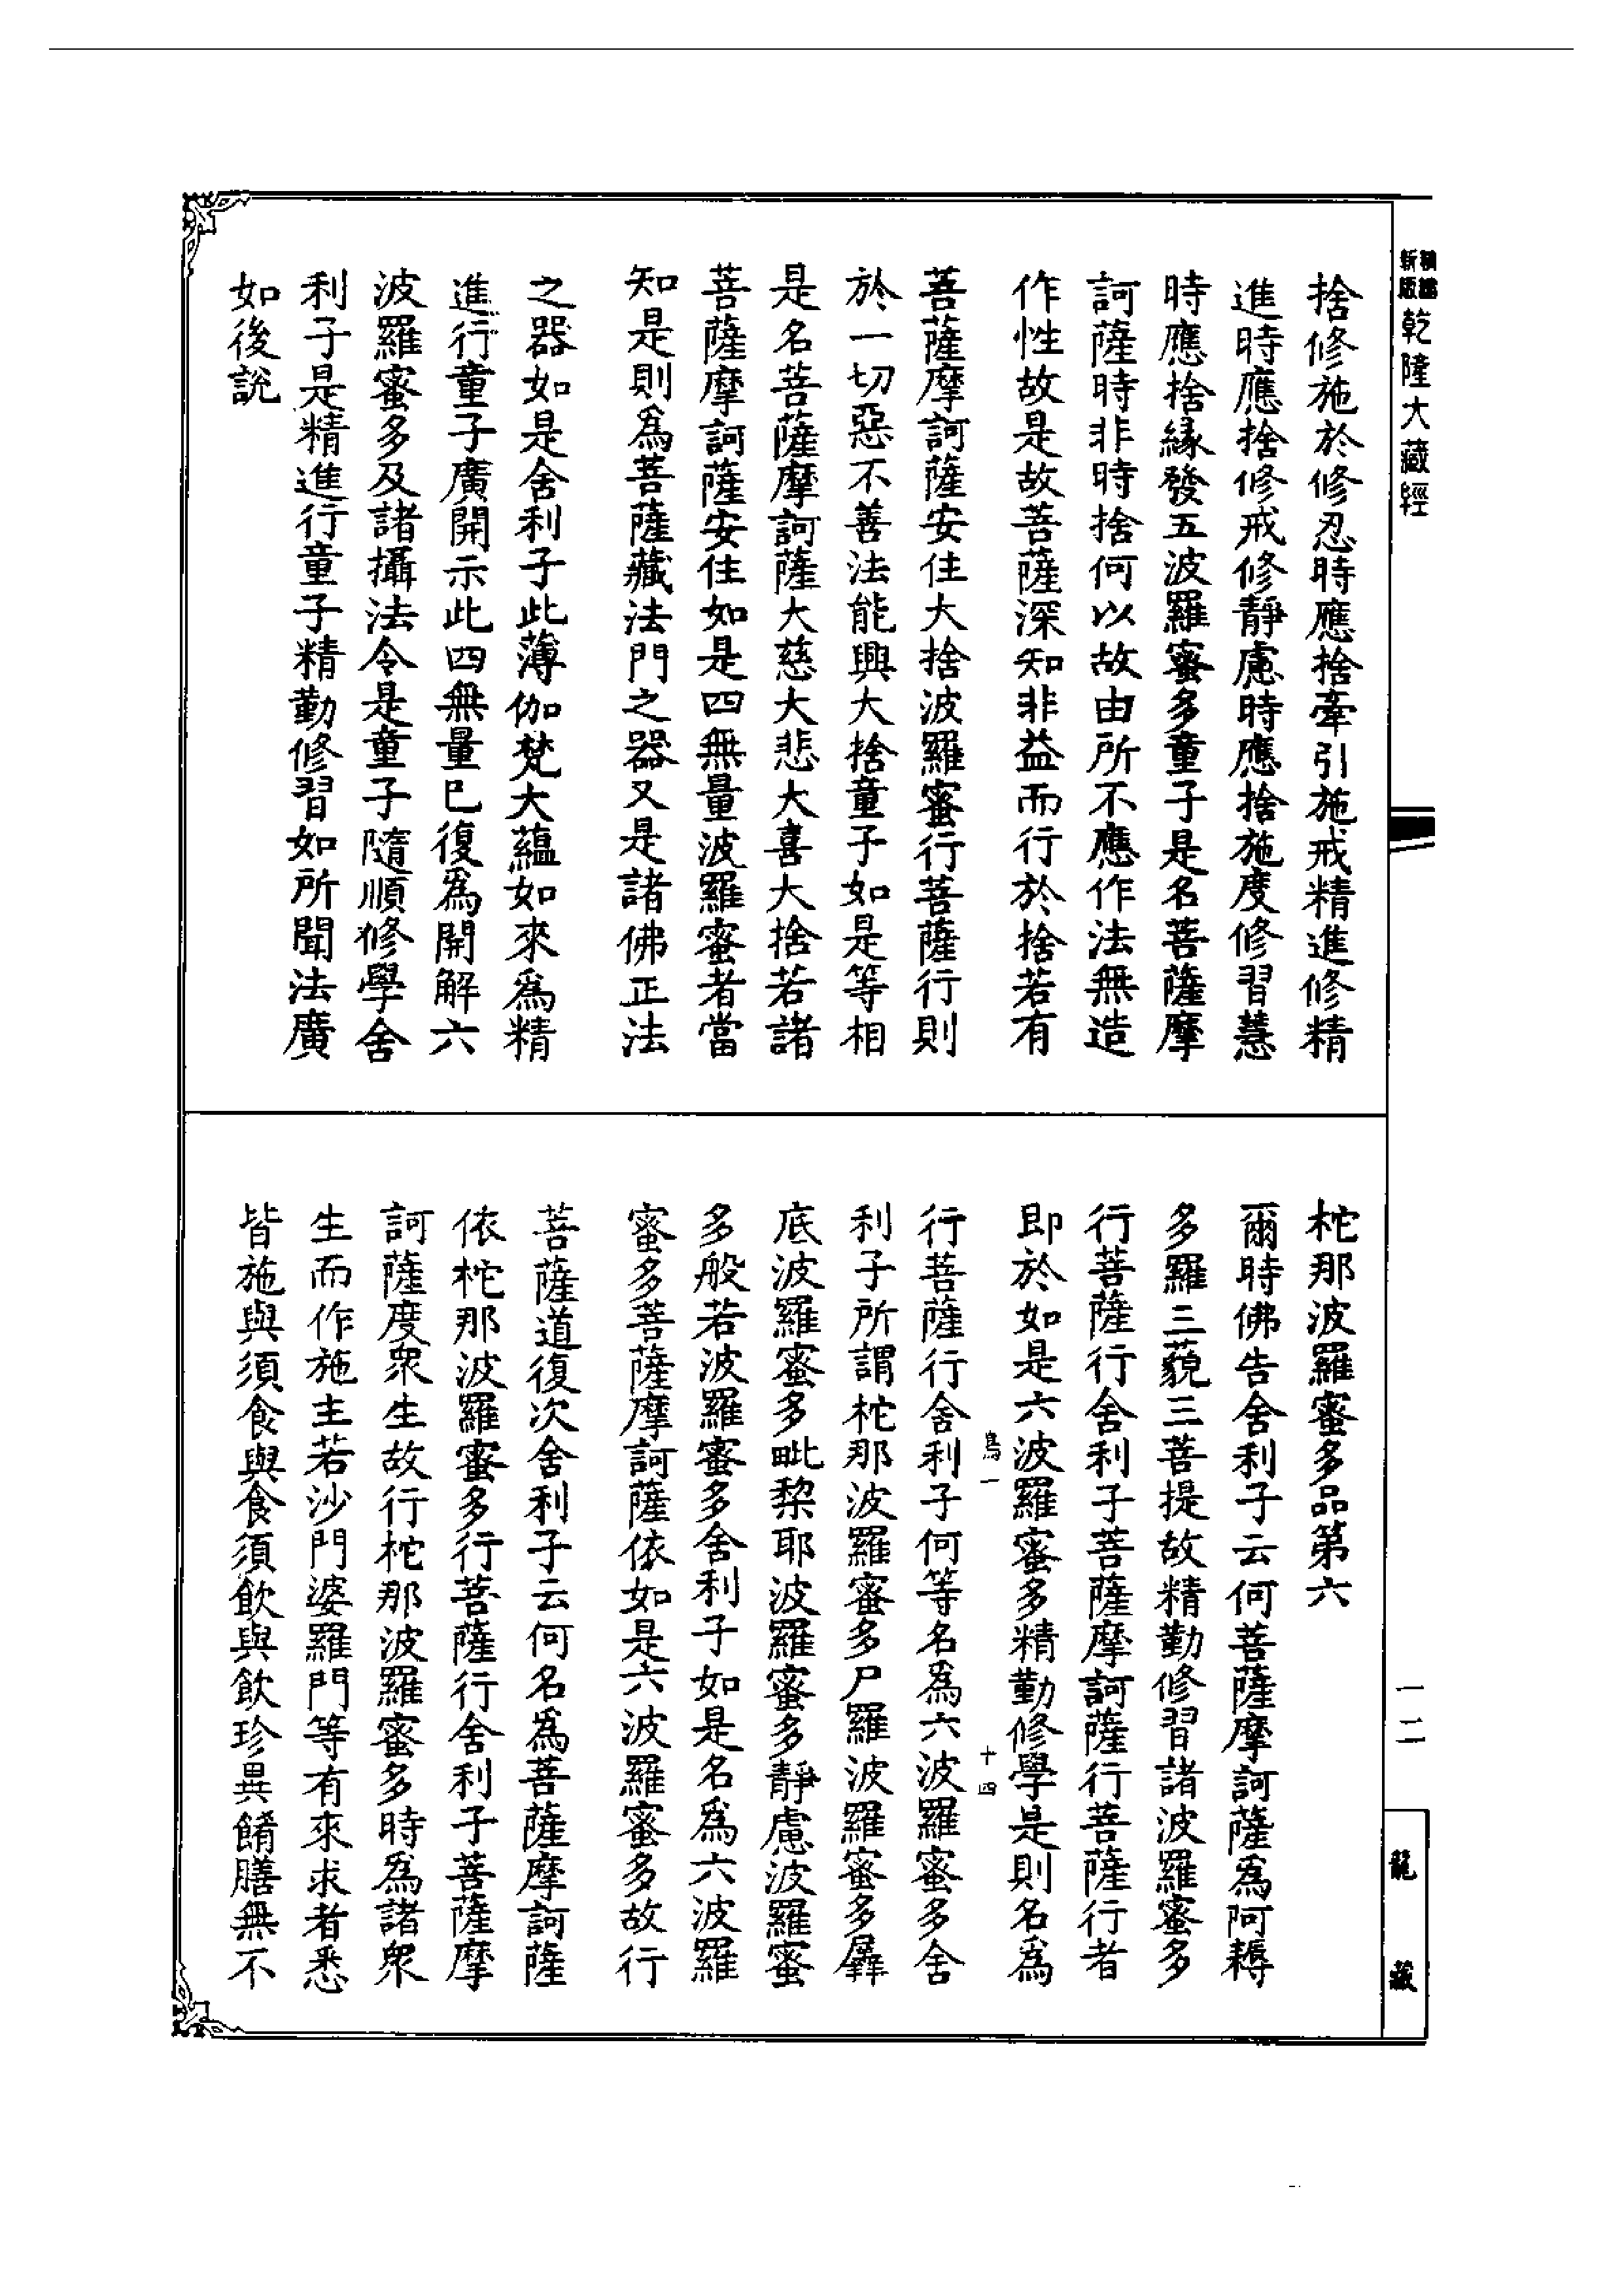 新版
乾隆大藏經
捨修施於修忍時應捨牽引施戒精進修精
進時應捨修戒修靜慮時應捨施度修習慧
時應捨緣發五波羅蜜多童子是名菩薩摩
訶薩時非時捨何以故由所不應作法無造
作性故是故菩薩深知非益而行於捨若有
菩薩摩訶薩安住大捨波羅蜜行菩薩行則
於一切惡不善法能興大捨童子如是等相
是名菩薩摩訶薩大慈大悲大喜大捨若諸
菩薩摩訶薩安住如是四無量波羅蜜者當
知是則爲菩薩藏法門之器又是諸佛正法
之器如是舍利子此薄伽梵大蘊如來爲精
進行童子廣開示此四無量已復爲開解六
波羅蜜多及諸攝法令是童子隨順修學舍
利子是精進行童子精勤修習如所聞法廣
如後說
柁那波羅蜜多品第六
爾時佛告舍利子云何菩薩摩訶薩爲阿耨
多羅三藐三菩提故精勤修習諸波羅蜜多
行菩薩行舍利子菩薩摩訶薩行菩薩行者
即於如是六波羅蜜多精勤修學是則名爲
鳥一 十四
行菩薩行舍利子何等名爲六波羅蜜多舍
利子所謂柁那波羅蜜多尸羅波羅蜜多羼
底波羅蜜多毗棃耶波羅蜜多靜慮波羅蜜
多般若波羅蜜多舍利子如是名爲六波羅
蜜多菩薩摩訶薩依如是六波羅蜜多故行
菩薩道復次舍利子云何名爲菩薩摩訶薩
依柁那波羅蜜多行菩薩行舍利子菩薩摩
訶薩度衆生故行柁那波羅蜜多時爲諸衆
生而作施主若沙門婆羅門等有來求者悉
皆施與須食與食須飲與飲珍異餚膳無不
一二
龍藏